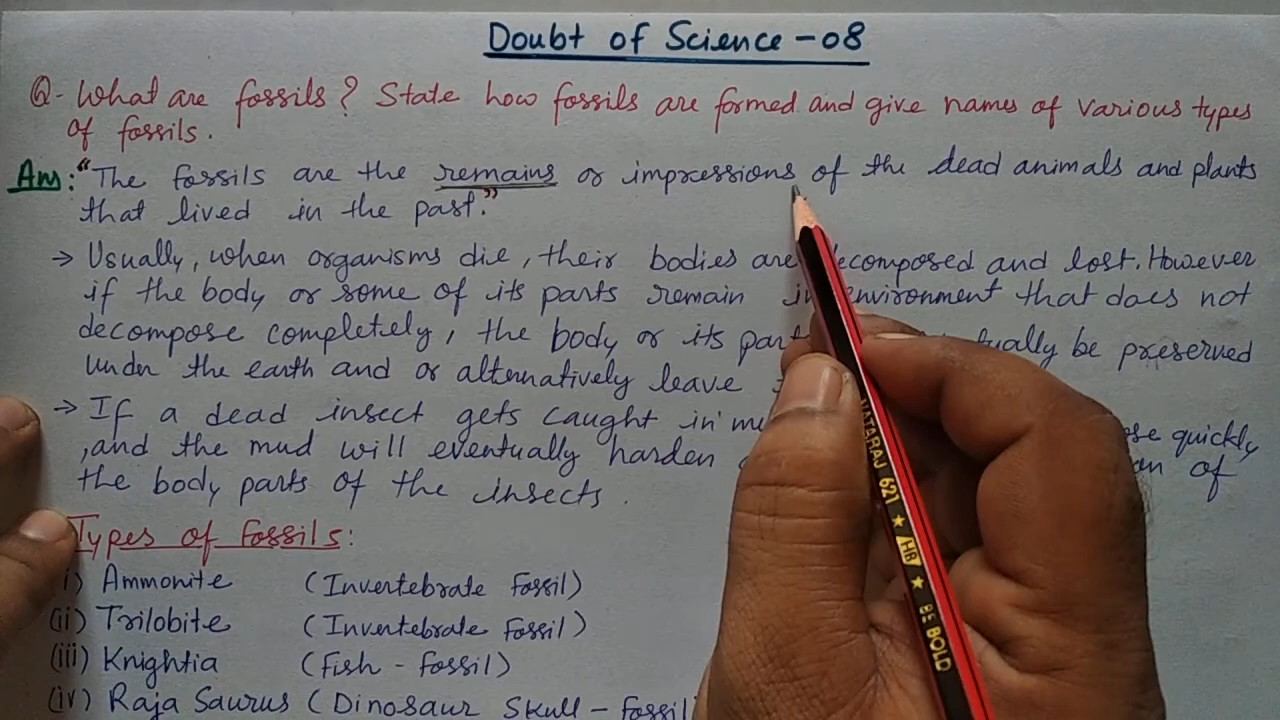 Doubt of Science - 08
Q- What are fossils? State how fossils are formed and give names of various types
of fossils.
Ans: "The fossils are the remains or impressions of the dead animals and plants
that lived in the past."
→ Usually, when organisms die, their bodies are decomposed and lost. However
if the body or some of its parts remain in environment that does not
decompose completely, the body or its be preserved
under the earth and or alternatively leave
→ If a dead insect gets caught in quickly
, and the mud will eventually harden of
the body parts of the insects.
Types of Fossils:
i) Ammonite (Invertebrate Fossil)
(ii) Trilobite (Invertebrate Fossil)
(iii) Knightia (Fish - Fossil)
(iv) Raja Saurus (Dinosaur Skull - Fossil
NATARAJ 621 ★ HB ★ BE BOLD